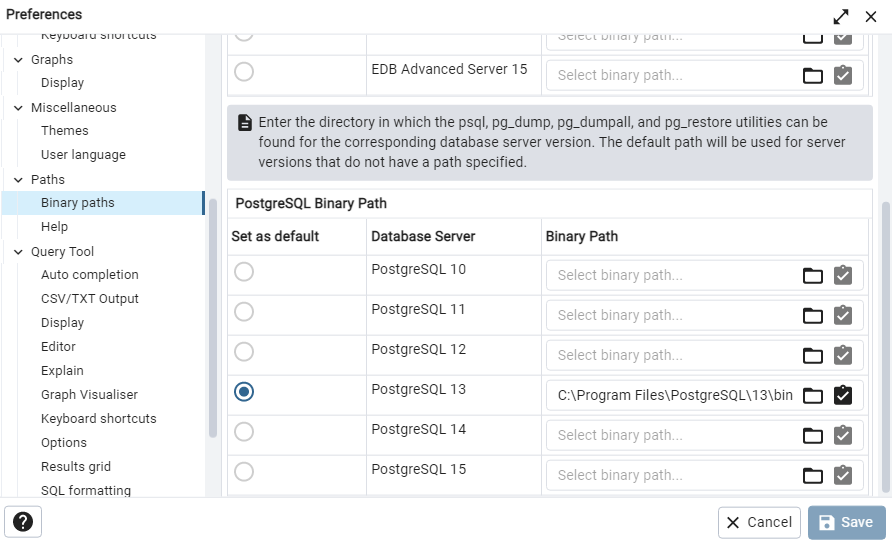 Preferences
Keyboard shortcuts
Graphs
Display
Miscellaneous
Themes
User language
Paths
Binary paths
Help
Query Tool
Auto completion
CSV/TXT Output
Display
Editor
Explain
Graph Visualiser
Keyboard shortcuts
Options
Results grid
SQL formatting
Select binary path...
EDB Advanced Server 15 Select binary path...
Enter the directory in which the psql, pg_dump, pg_dumpall, and pg_restore utilities can be
found for the corresponding database server version. The default path will be used for server
versions that do not have a path specified.
PostgreSQL Binary Path
Set as default Database Server Binary Path
PostgreSQL 10 Select binary path...
PostgreSQL 11 Select binary path...
PostgreSQL 12 Select binary path...
PostgreSQL 13 C:\Program Files\PostgreSQL\13\bin
PostgreSQL 14 Select binary path...
PostgreSQL 15 Select binary path...
? Cancel Save